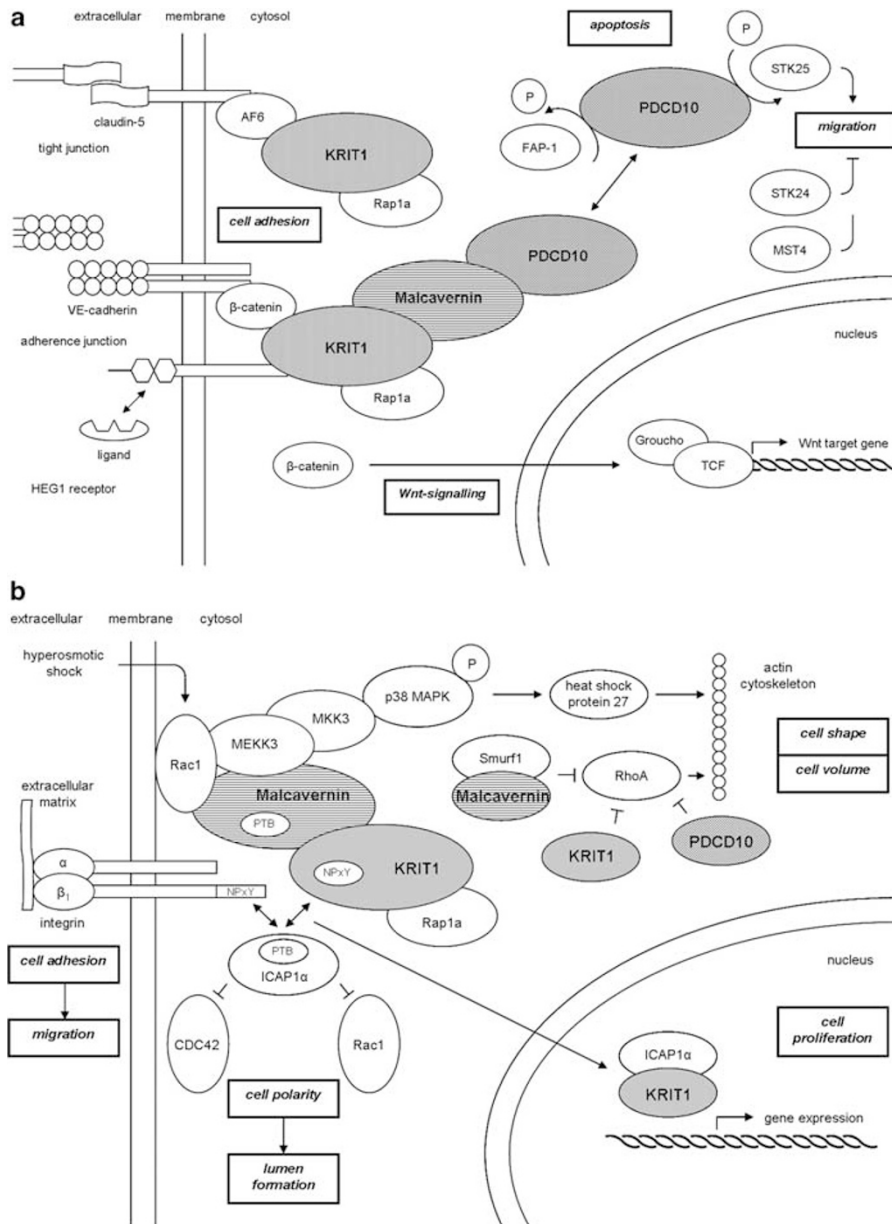 a
extracellular membrane cytosol
claudin-5
tight junction
AF6
KRIT1
Rap1a
cell adhesion
apoptosis
P
STK25
PDCD10
P
FAP-1
migration
STK24
MST4
PDCD10
Malcavernin
β-catenin
KRIT1
Rap1a
VE-cadherin
adherence junction
ligand
HEG1 receptor
β-catenin
Wnt-signalling
nucleus
Groucho
TCF
Wnt target gene
b
extracellular membrane cytosol
hyperosmotic
shock
Rac1
MEKK3
MKK3
p38 MAPK
P
heat shock
protein 27
actin
cytoskeleton
cell shape
cell volume
Malcavernin
PTB
Smurf1
Malcavernin
RhoA
KRIT1
PDCD10
extracellular
matrix
α
β1
NPxY
integrin
NPxY
KRIT1
Rap1a
PTB
ICAP1α
CDC42
Rac1
cell adhesion
migration
cell polarity
lumen
formation
nucleus
cell
proliferation
ICAP1α
KRIT1
gene expression